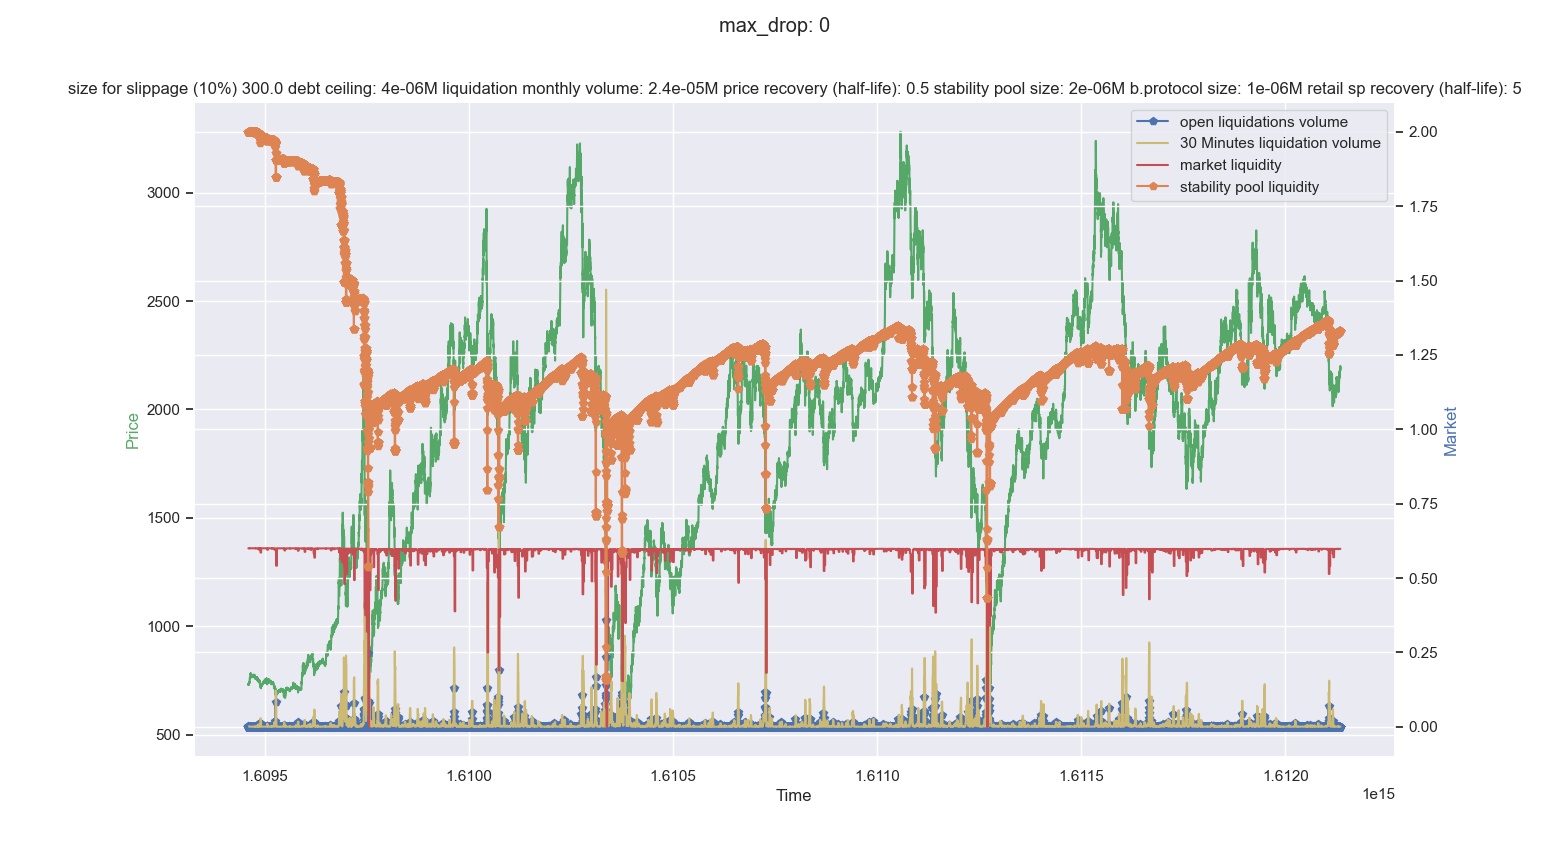 max_drop: 0
size for slippage (10%) 300.0 debt ceiling: 4e-06M liquidation monthly volume: 2.4e-05M price recovery (half-life): 0.5 stability pool size: 2e-06M b.protocol size: 1e-06M retail sp recovery (half-life): 5
open liquidations volume
30 Minutes liquidation volume
market liquidity
stability pool liquidity
3000
2500
2000
1500
1000
500
Price
2.00
1.75
1.50
1.25
1.00
0.75
0.50
0.25
0.00
Market
1.6095
1.6100
1.6105
1.6110
1.6115
1.6120
Time
1e15